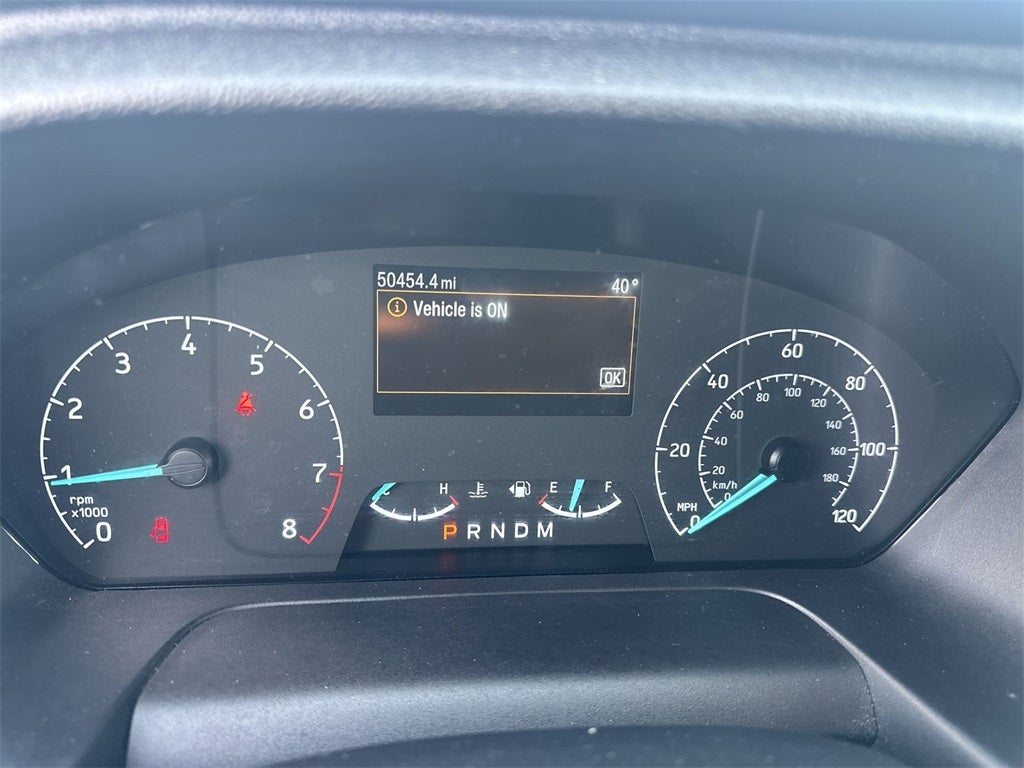 50454.4 mi 40°
Vehicle is ON
OK
0 1 2 3 4 5 6 7 8
rpm
x1000
C H E F
P R N D M
0 20 40 60 80 100 120
MPH
0 20 40 60 80 100 120 140 160 180
km/h